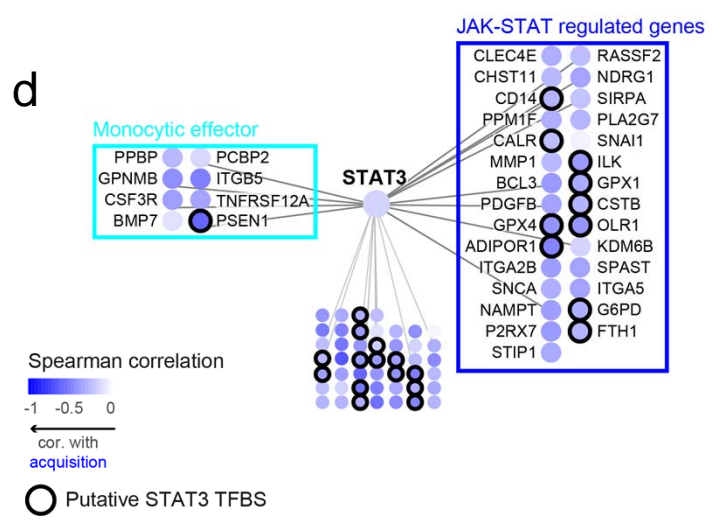 JAK-STAT regulated genes
d
CLEC4E RASSF2
CHST11 NDRG1
CD14 SIRPA
PPM1F PLA2G7
CALR SNAI1
MMP1 ILK
BCL3 GPX1
PDGFB CSTB
GPX4 OLR1
ADIPOR1 KDM6B
ITGA2B SPAST
SNCA ITGA5
NAMPT G6PD
P2RX7 FTH1
STIP1
Monocytic effector
PPBP PCBP2
GPNMB ITGB5
CSF3R TNFRSF12A
BMP7 PSEN1
STAT3
Spearman correlation
-1 -0.5 0
cor. with
acquisition
Putative STAT3 TFBS